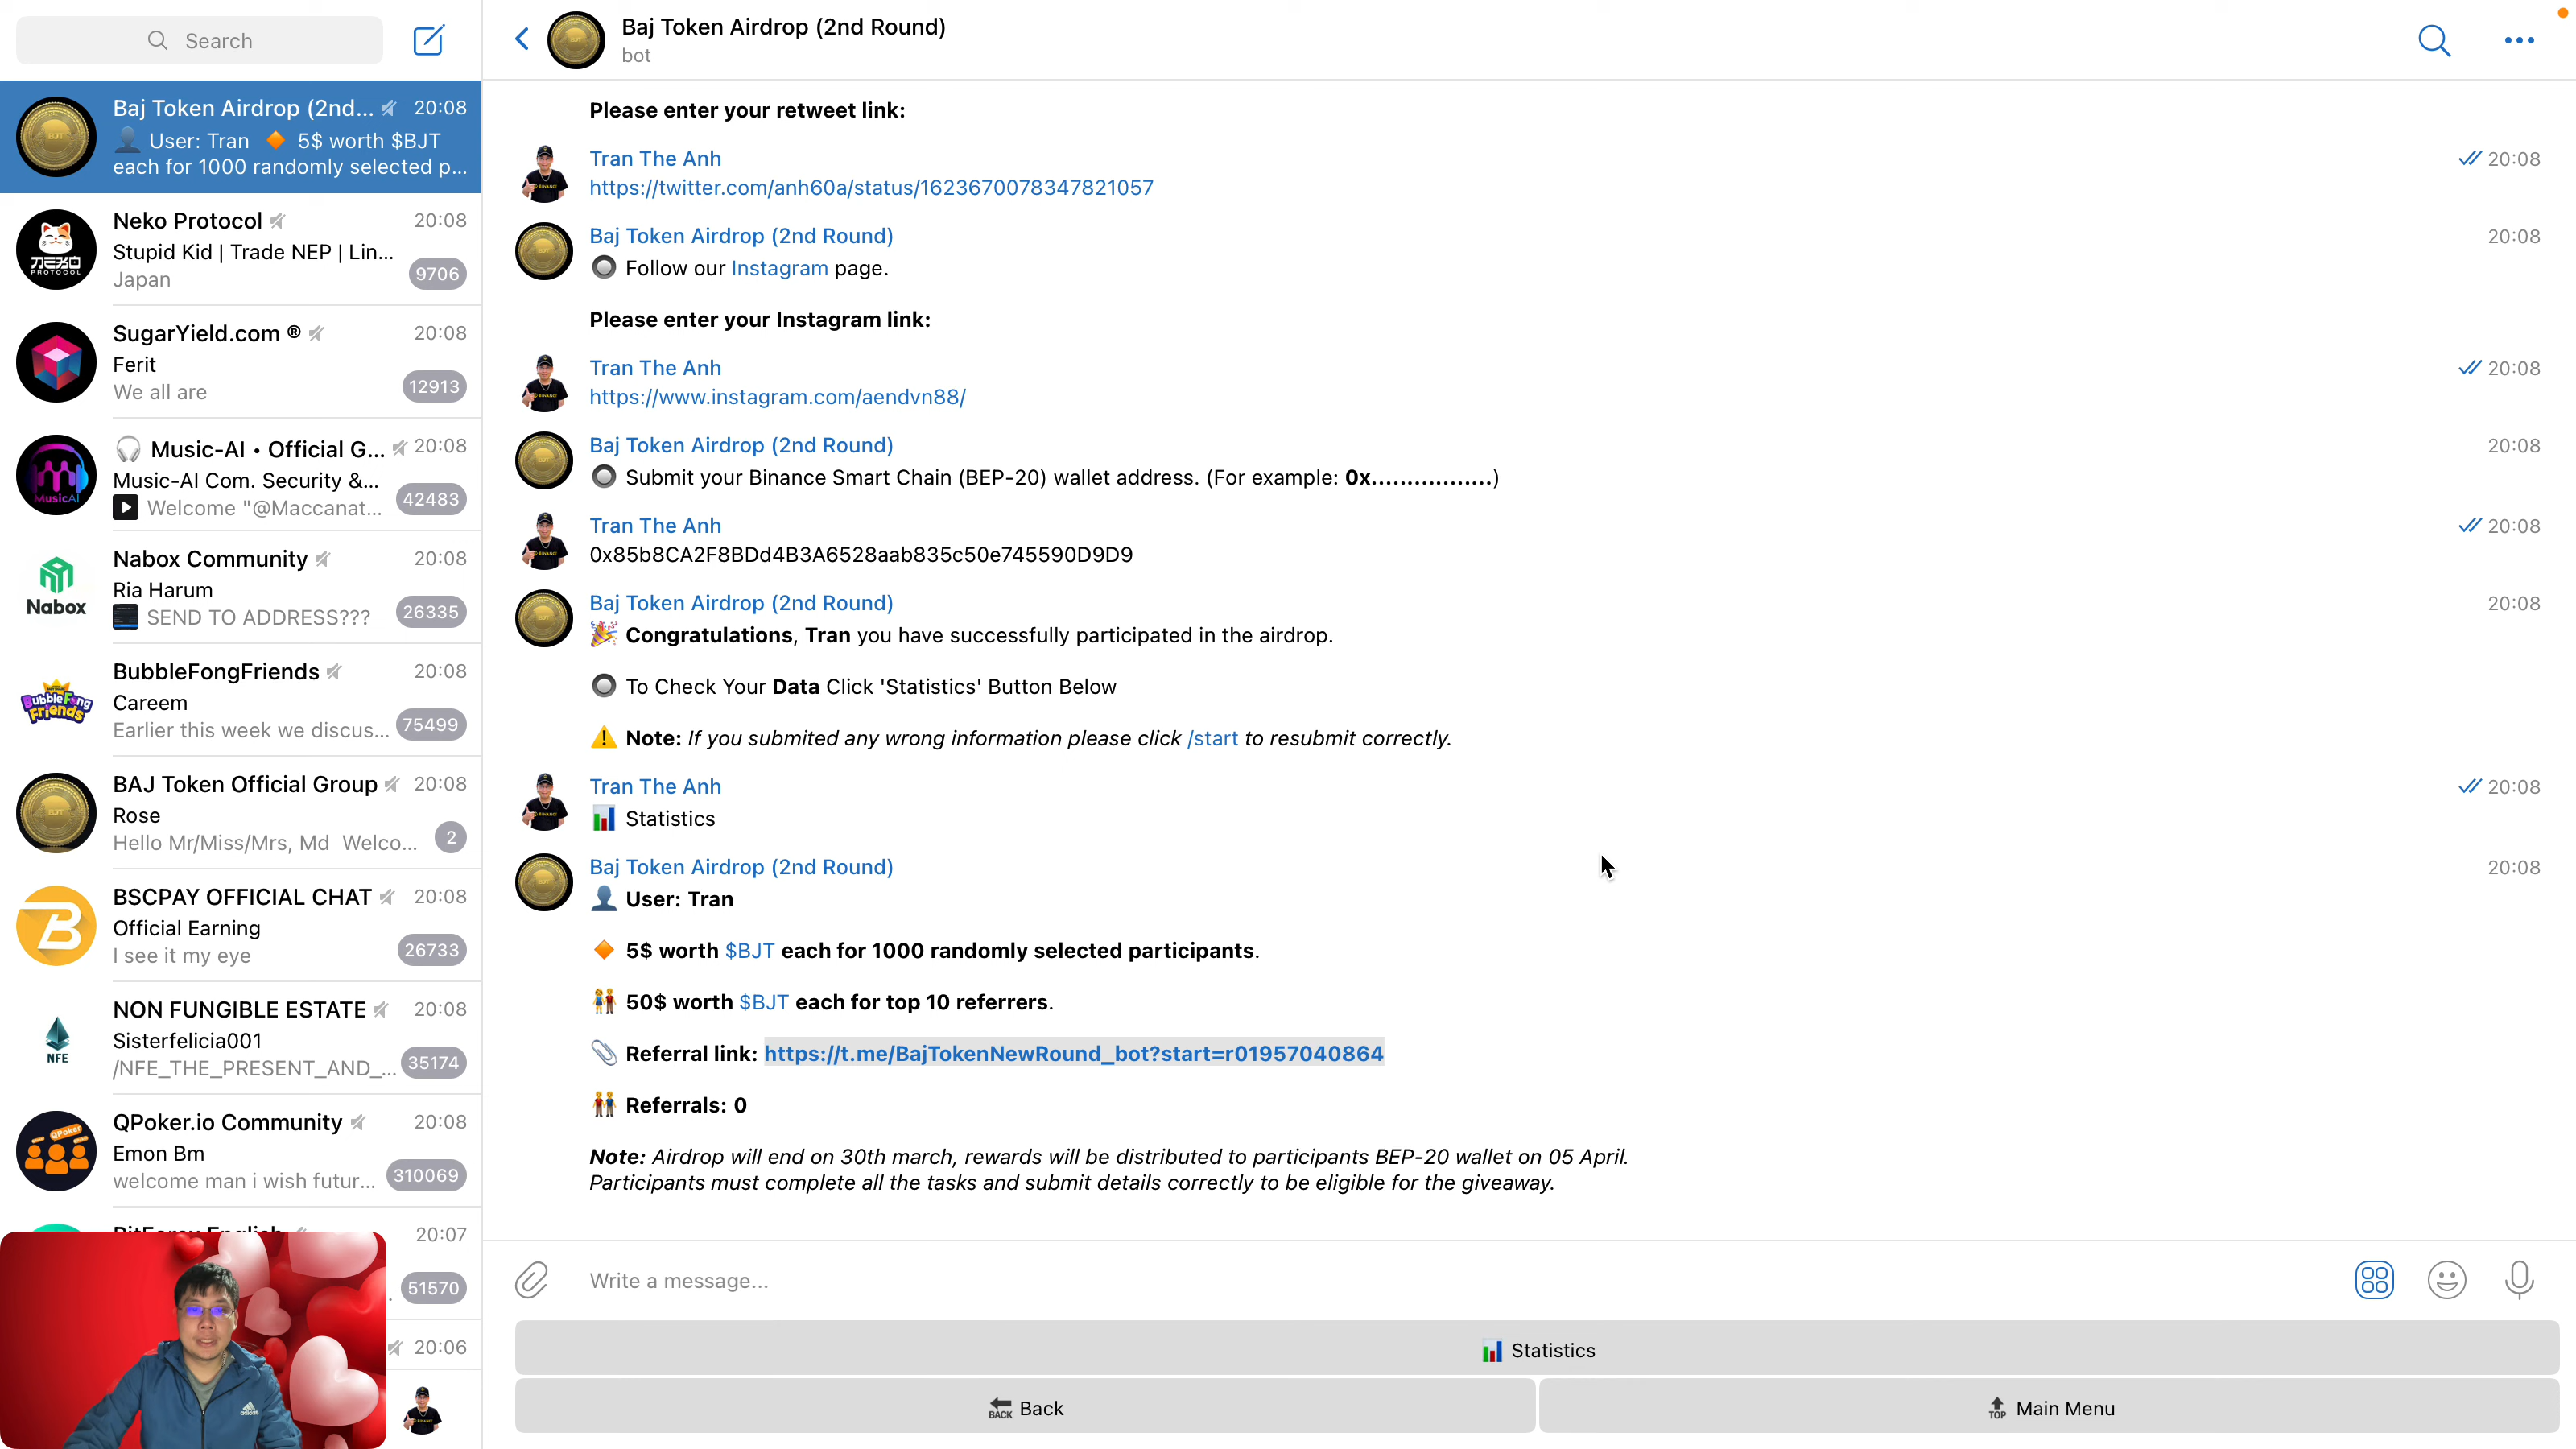 Search
Baj Token Airdrop (2nd... 20:08
User: Tran 5$ worth $BJT
each for 1000 randomly selected p...
Neko Protocol 20:08
Stupid Kid | Trade NEP | Lin...
Japan 9706
NEKO
PROTOCOL
SugarYield.com ® 20:08
Ferit
We all are 12913
Music-AI • Official G... 20:08
Music-AI Com. Security &...
Welcome "@Maccanat... 42483
MusicAI
Nabox Community 20:08
Ria Harum
SEND TO ADDRESS??? 26335
Nabox
BubbleFongFriends 20:08
Careem
Earlier this week we discus... 75499
BubbleFong
Friends
BAJ Token Official Group 20:08
Rose
Hello Mr/Miss/Mrs, Md Welco... 2
BJT
BSCPAY OFFICIAL CHAT 20:08
Official Earning
I see it my eye 26733
NON FUNGIBLE ESTATE 20:08
Sisterfelicia001
/NFE_THE_PRESENT_AND_... 35174
NFE
QPoker.io Community 20:08
Emon Bm
welcome man i wish futur... 310069
QPoker
20:07
51570
20:06
adidas
Baj Token Airdrop (2nd Round)
bot
Please enter your retweet link:
Tran The Anh 20:08
https://twitter.com/anh60a/status/1623670078347821057
Baj Token Airdrop (2nd Round) 20:08
Follow our Instagram page.
Please enter your Instagram link:
Tran The Anh 20:08
https://www.instagram.com/aendvn88/
Baj Token Airdrop (2nd Round) 20:08
Submit your Binance Smart Chain (BEP-20) wallet address. (For example: 0x.................)
Tran The Anh 20:08
0x85b8CA2F8BDd4B3A6528aab835c50e745590D9D9
Baj Token Airdrop (2nd Round) 20:08
Congratulations, Tran you have successfully participated in the airdrop.
To Check Your Data Click 'Statistics' Button Below
Note: If you submited any wrong information please click /start to resubmit correctly.
Tran The Anh 20:08
Statistics
Baj Token Airdrop (2nd Round) 20:08
User: Tran
5$ worth $BJT each for 1000 randomly selected participants.
50$ worth $BJT each for top 10 referrers.
Referral link: https://t.me/BajTokenNewRound_bot?start=r01957040864
Referrals: 0
Note: Airdrop will end on 30th march, rewards will be distributed to participants BEP-20 wallet on 05 April.
Participants must complete all the tasks and submit details correctly to be eligible for the giveaway.
Write a message...
Statistics
BACK Back
TOP Main Menu